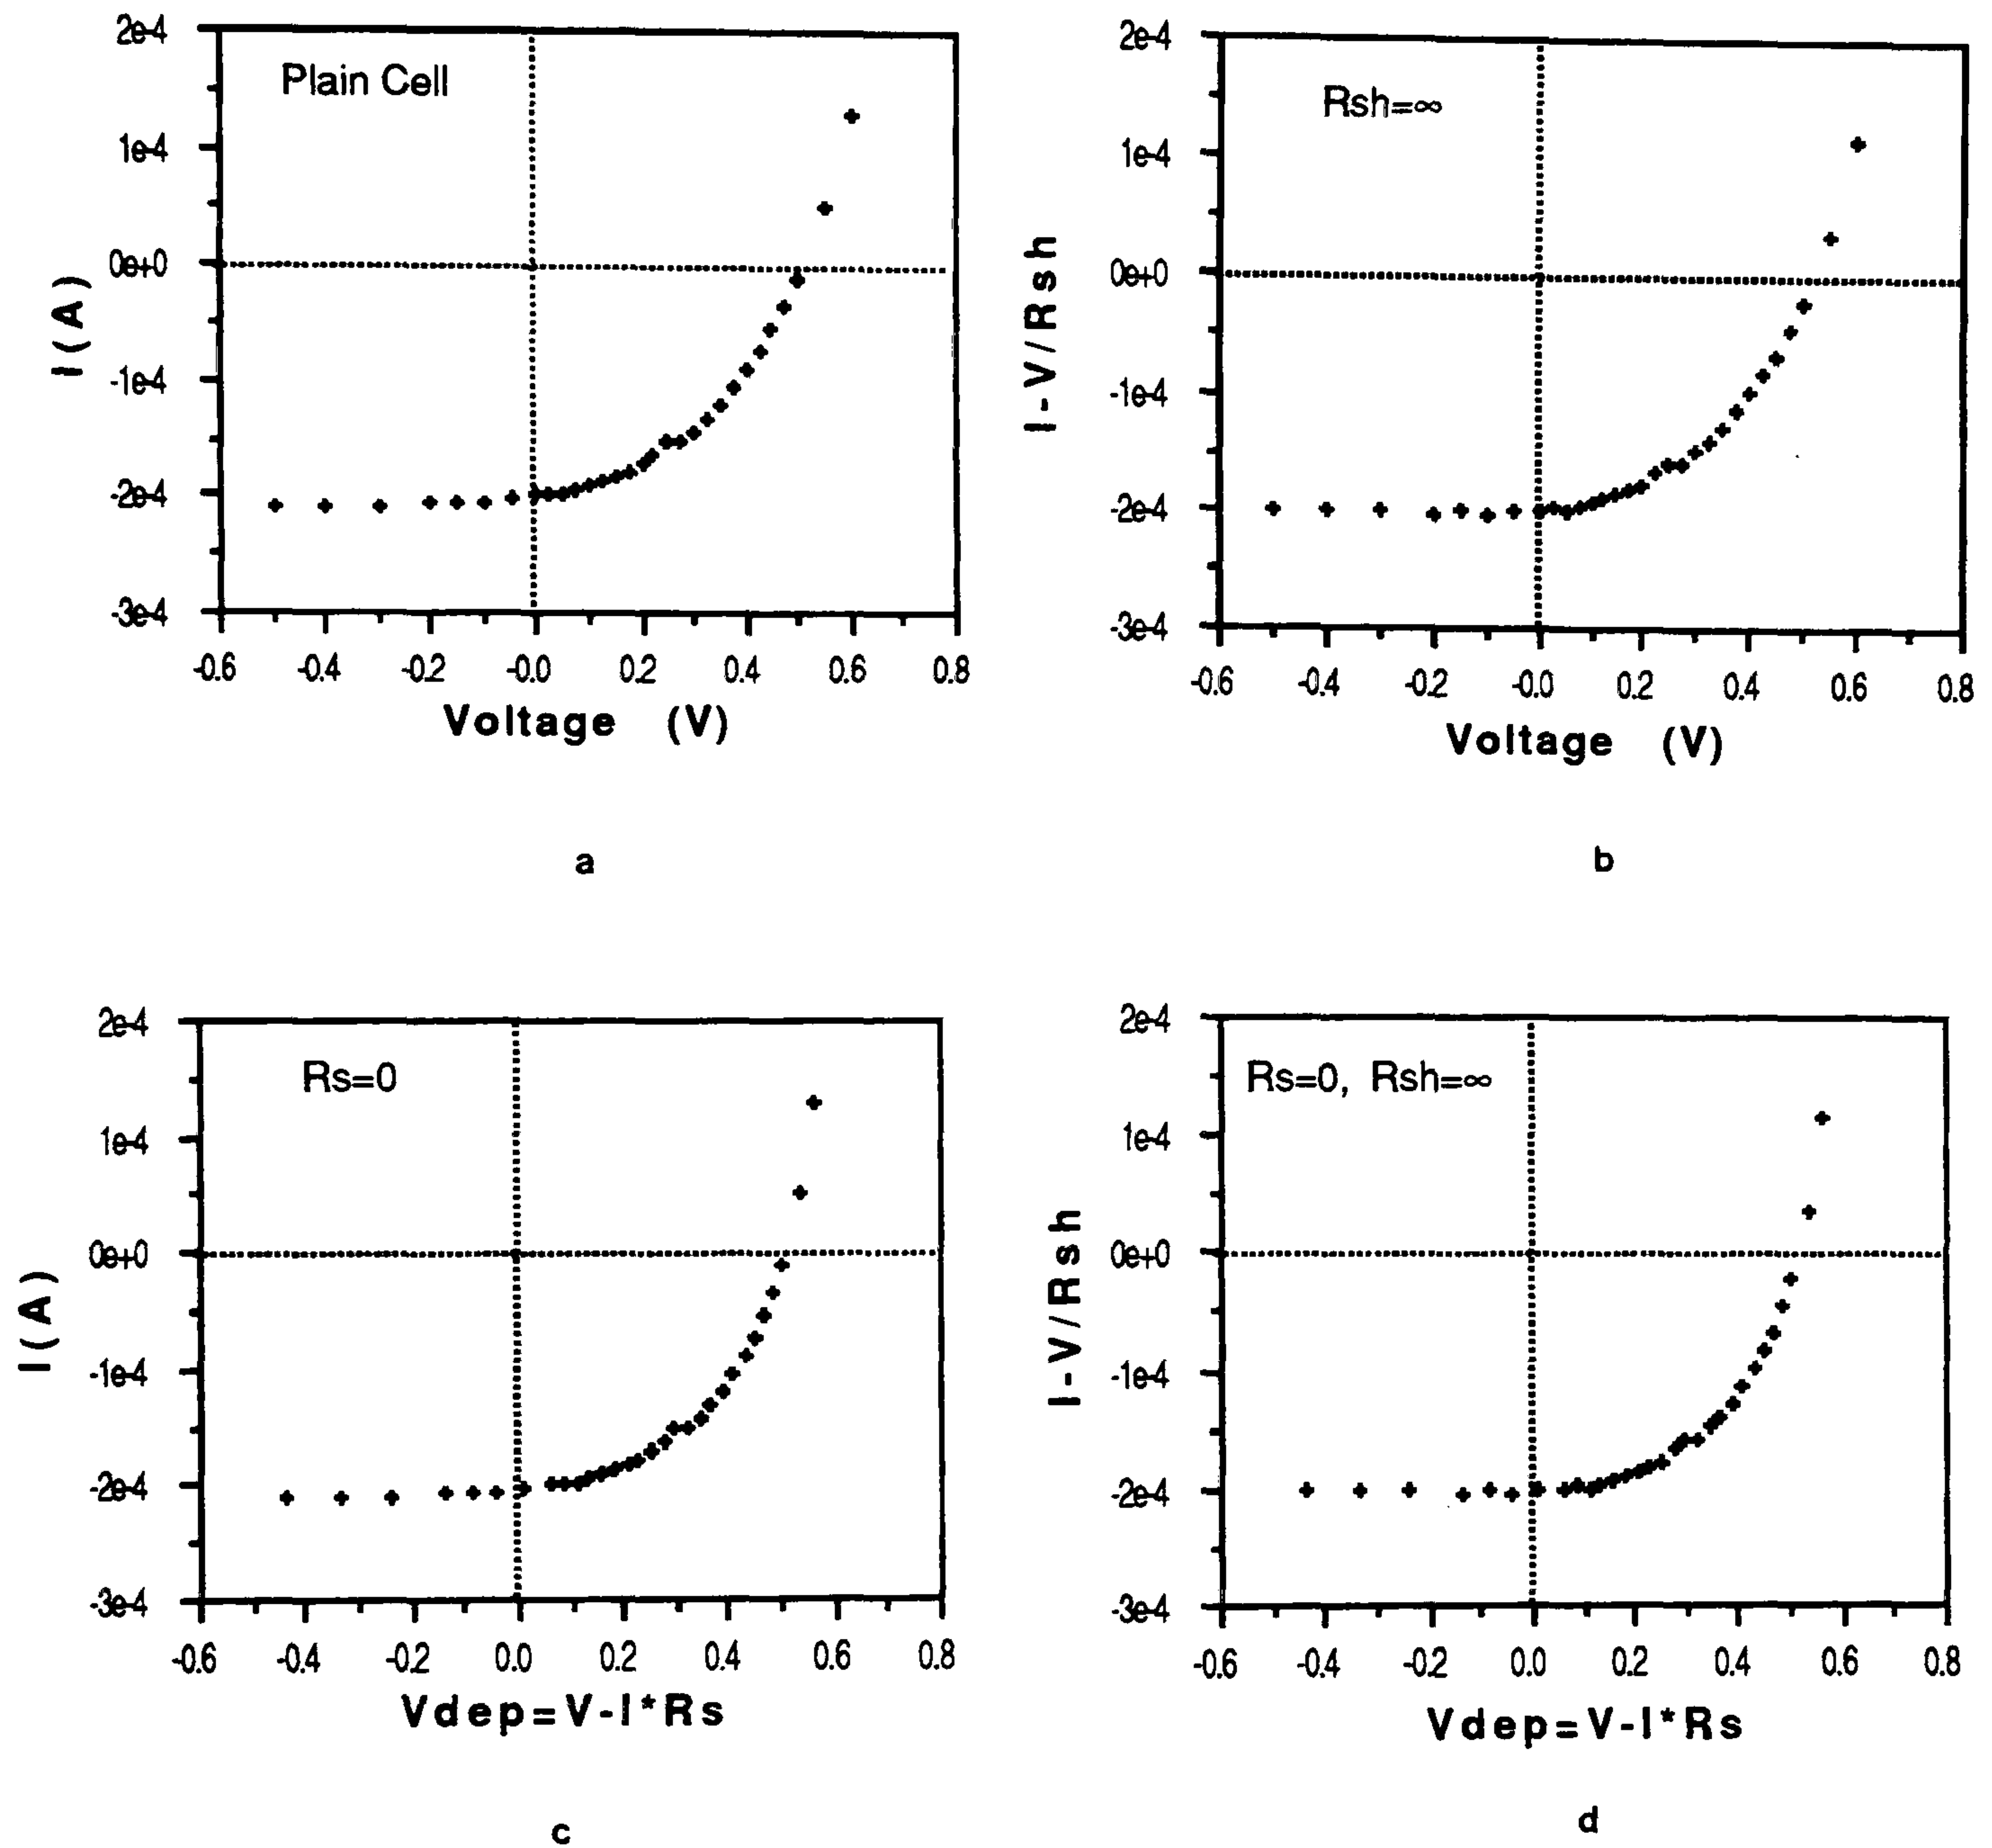 Plain Cell
2e-4
1e-4
0e+0
-1e-4
-2e-4
-3e-4
I (A)
-0.6 -0.4 -0.2 -0.0 0.2 0.4 0.6 0.8
Voltage (V)
a
Rsh=∞
2e-4
1e-4
0e+0
-1e-4
-2e-4
-3e-4
I-V/Rsh
-0.6 -0.4 -0.2 -0.0 0.2 0.4 0.6 0.8
Voltage (V)
b
Rs=0
2e-4
1e-4
0e+0
-1e-4
-2e-4
-3e-4
I (A)
-0.6 -0.4 -0.2 0.0 0.2 0.4 0.6 0.8
Vdep=V-I*Rs
c
Rs=0, Rsh=∞
2e-4
1e-4
0e+0
-1e-4
-2e-4
-3e-4
I-V/Rsh
-0.6 -0.4 -0.2 0.0 0.2 0.4 0.6 0.8
Vdep=V-I*Rs
d